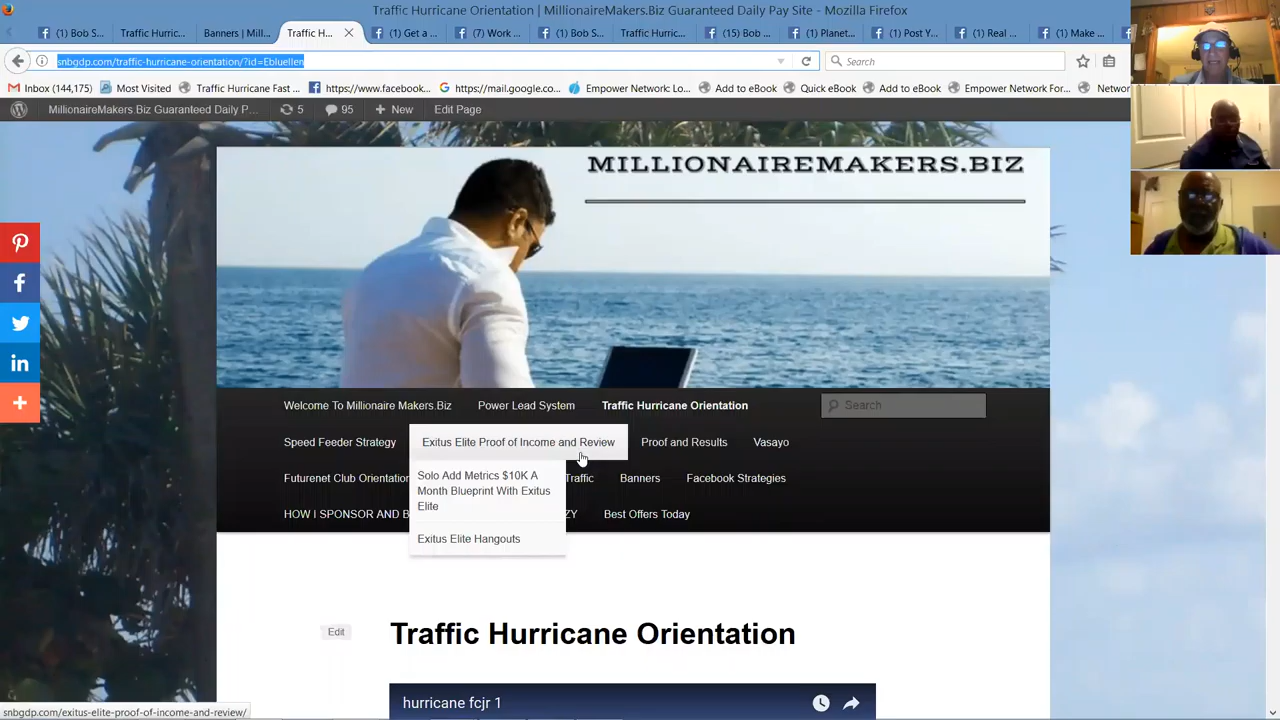 Traffic Hurricane Orientation | MillionaireMakers.Biz Guaranteed Daily Pay Site - Mozilla Firefox
(1) Bob S...
Traffic Hurric...
Banners | Mill...
Traffic H...
(1) Get a ...
(7) Work ...
(1) Bob S...
Traffic Hurric...
(15) Bob ...
(1) Planet...
(1) Post Y...
(1) Real ...
(1) Make ...
snbgdp.com/traffic-hurricane-orientation/?id=Ebluellen
Search
Inbox (144,175)
Most Visited
Traffic Hurricane Fast ...
https://www.facebook...
https://mail.google.co...
Empower Network: Lo...
Add to eBook
Quick eBook
Add to eBook
Empower Network For...
Netwo
MillionaireMakers.Biz Guaranteed Daily P...
5
95
+ New
Edit Page
MILLIONAIREMAKERS.BIZ
Welcome To Millionaire Makers.Biz
Power Lead System
Traffic Hurricane Orientation
Search
Speed Feeder Strategy
Exitus Elite Proof of Income and Review
Proof and Results
Vasayo
Futurenet Club Orientation
Solo Add Metrics $10K A
Month Blueprint With Exitus
Elite
Traffic
Banners
Facebook Strategies
HOW I SPONSOR AND B
ZY
Best Offers Today
Exitus Elite Hangouts
Edit
Traffic Hurricane Orientation
hurricane fcjr 1
snbgdp.com/exitus-elite-proof-of-income-and-review/